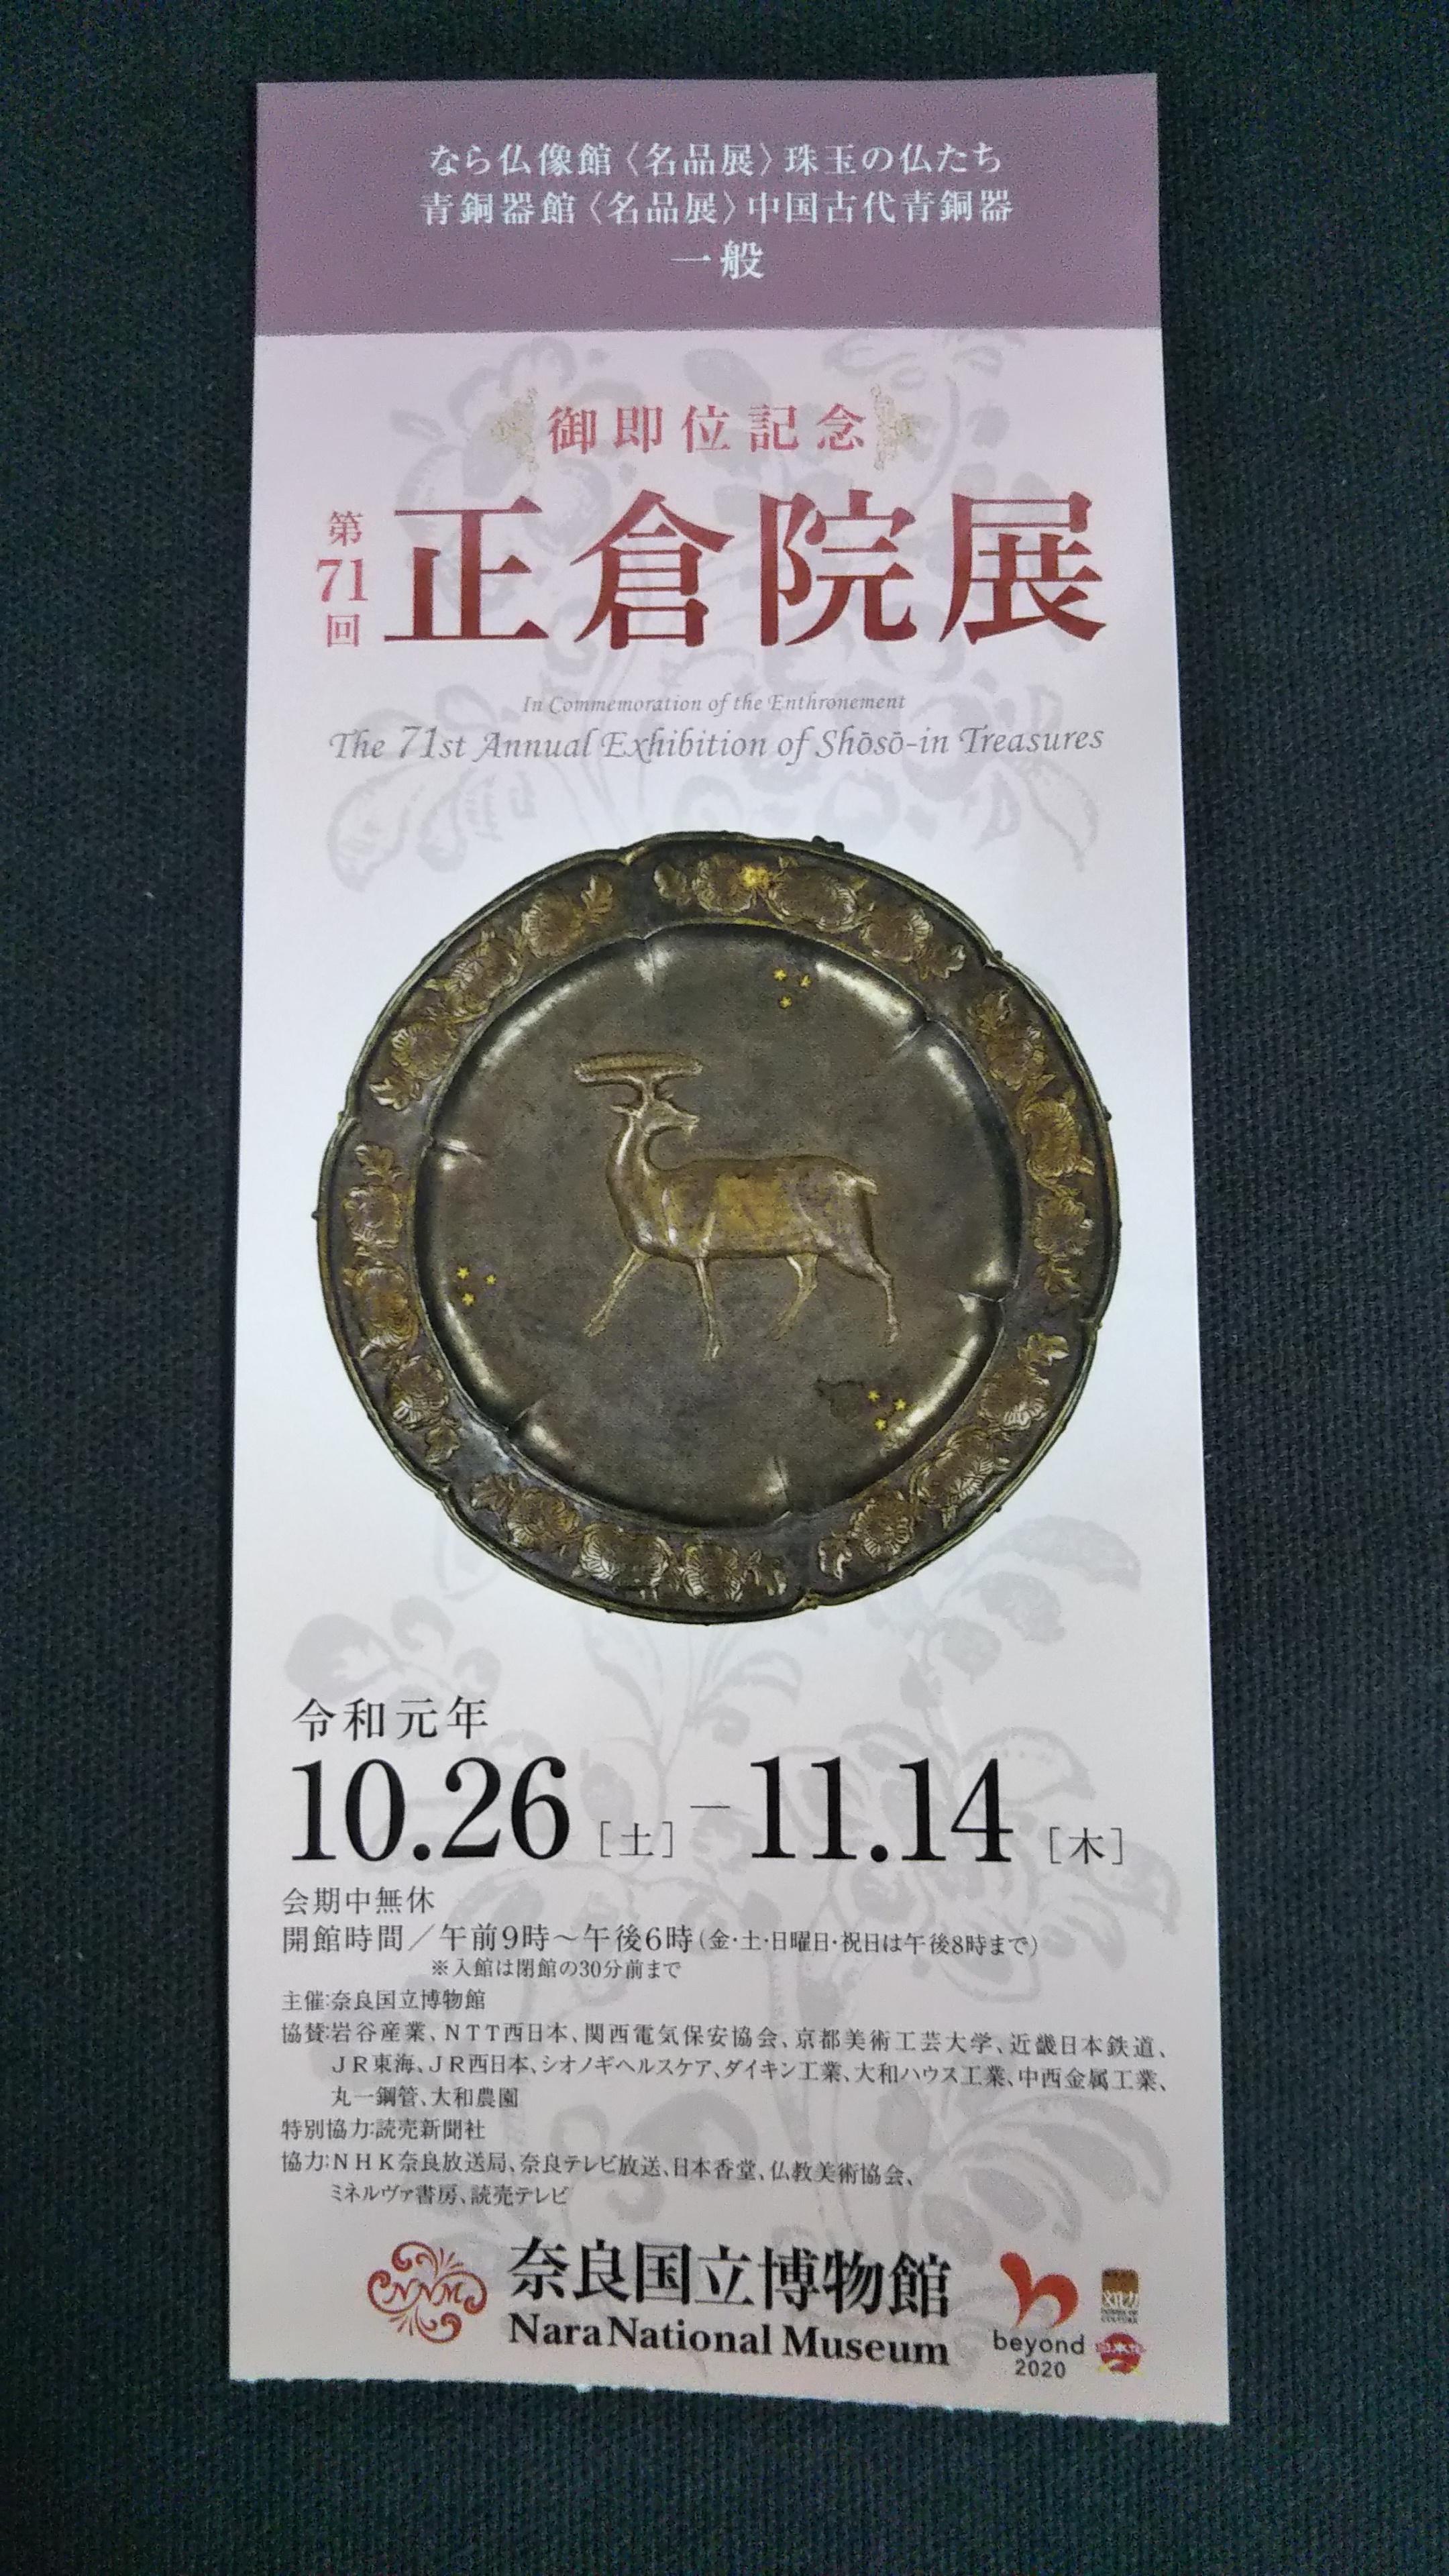 なら仏像館〈名品展〉珠玉の仏たち
青銅器館〈名品展〉中国古代青銅器
一般
御即位記念
第71回
正倉院展
In Commemoration of the Enthronement
The 71st Annual Exhibition of Shōsō-in Treasures
令和元年
10.26[土]—11.14[木]
会期中無休
開館時間/午前9時〜午後6時(金・土・日曜日・祝日は午後8時まで)
※入館は閉館の30分前まで
主催:奈良国立博物館
協賛:岩谷産業、NTT西日本、関西電気保安協会、京都美術工芸大学、近畿日本鉄道、
JR東海、JR西日本、シオノギヘルスケア、ダイキン工業、大和ハウス工業、中西金属工業、
丸一鋼管、大和農園
特別協力:読売新聞社
協力:NHK奈良放送局、奈良テレビ放送、日本香堂、仏教美術協会、
ミネルヴァ書房、読売テレビ
NNM
奈良国立博物館
Nara National Museum
beyond
2020